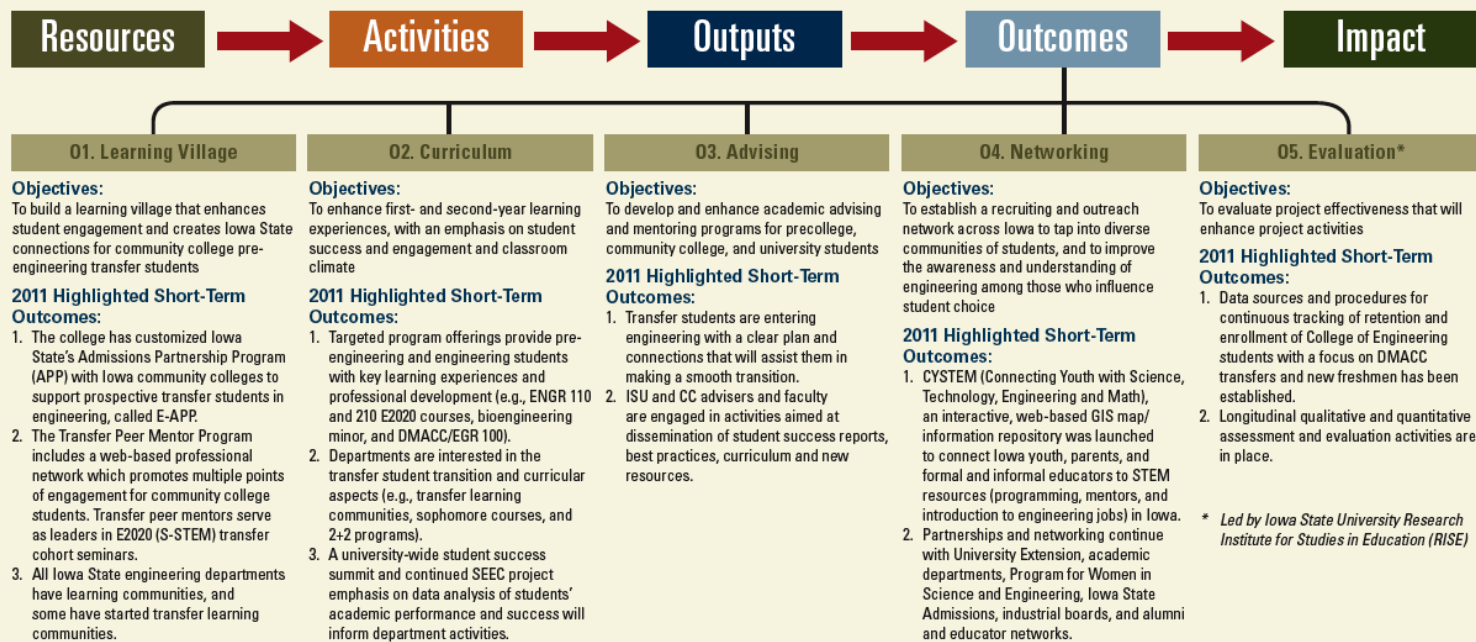 Resources
Activities
Outputs
Outcomes
Impact
01. Learning Village
Objectives:
To build a learning village that enhances
student engagement and creates Iowa State
connections for community college pre-
engineering transfer students
2011 Highlighted Short-Term
Outcomes:
1. The college has customized Iowa
State's Admissions Partnership Program
(APP) with Iowa community colleges to
support prospective transfer students in
engineering, called E-APP.
2. The Transfer Peer Mentor Program
includes a web-based professional
network which promotes multiple points
of engagement for community college
students. Transfer peer mentors serve
as leaders in E2020 (S-STEM) transfer
cohort seminars.
3. All Iowa State engineering departments
have learning communities, and
some have started transfer learning
communities.
02. Curriculum
Objectives:
To enhance first- and second-year learning
experiences, with an emphasis on student
success and engagement and classroom
climate
2011 Highlighted Short-Term
Outcomes:
1. Targeted program offerings provide pre-
engineering and engineering students
with key learning experiences and
professional development (e.g., ENGR 110
and 210 E2020 courses, bioengineering
minor, and DMACC/EGR 100).
2. Departments are interested in the
transfer student transition and curricular
aspects (e.g., transfer learning
communities, sophomore courses, and
2+2 programs).
3. A university-wide student success
summit and continued SEEC project
emphasis on data analysis of students'
academic performance and success will
inform department activities.
03. Advising
Objectives:
To develop and enhance academic advising
and mentoring programs for precollege,
community college, and university students
2011 Highlighted Short-Term
Outcomes:
1. Transfer students are entering
engineering with a clear plan and
connections that will assist them in
making a smooth transition.
2. ISU and CC advisers and faculty
are engaged in activities aimed at
dissemination of student success reports,
best practices, curriculum and new
resources.
04. Networking
Objectives:
To establish a recruiting and outreach
network across Iowa to tap into diverse
communities of students, and to improve
the awareness and understanding of
engineering among those who influence
student choice
2011 Highlighted Short-Term
Outcomes:
1. CYSTEM (Connecting Youth with Science,
Technology, Engineering and Math),
an interactive, web-based GIS map/
information repository was launched
to connect Iowa youth, parents, and
formal and informal educators to STEM
resources (programming, mentors, and
introduction to engineering jobs) in Iowa.
2. Partnerships and networking continue
with University Extension, academic
departments, Program for Women in
Science and Engineering, Iowa State
Admissions, industrial boards, and alumni
and educator networks.
05. Evaluation*
Objectives:
To evaluate project effectiveness that will
enhance project activities
2011 Highlighted Short-Term
Outcomes:
1. Data sources and procedures for
continuous tracking of retention and
enrollment of College of Engineering
students with a focus on DMACC
transfers and new freshmen has been
established.
2. Longitudinal qualitative and quantitative
assessment and evaluation activities are
in place.
* Led by Iowa State University Research
Institute for Studies in Education (RISE)